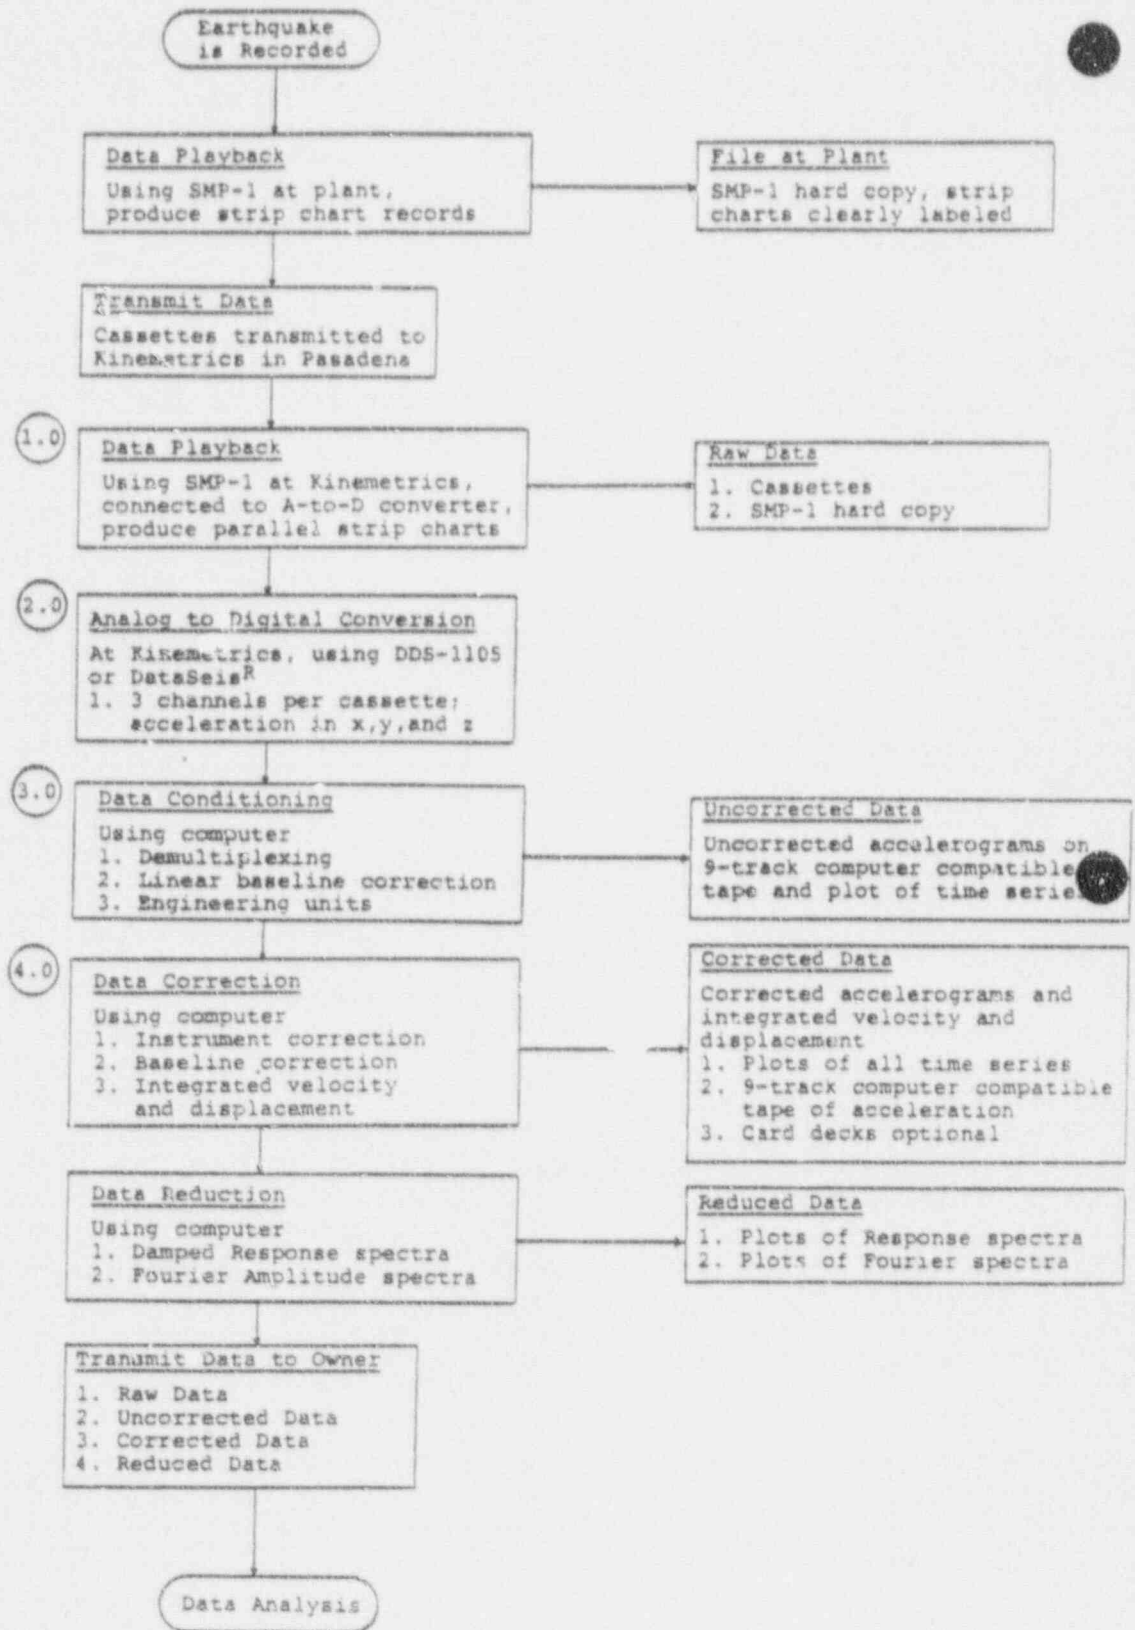 Earthquake
is Recorded
Data Playback
Using SMP-1 at plant,
produce strip chart records
File at Plant
SMP-1 hard copy, strip
charts clearly labeled
Transmit Data
Cassettes transmitted to
Kinemetrics in Pasadena
1.0
Data Playback
Using SMP-1 at Kinemetrics,
connected to A-to-D converter,
produce parallel strip charts
Raw Data
1. Cassettes
2. SMP-1 hard copy
2.0
Analog to Digital Conversion
At Kinemetrics, using DDS-1105
or DataSeisR
1. 3 channels per cassette;
acceleration in x,y,and z
3.0
Data Conditioning
Using computer
1. Demultiplexing
2. Linear baseline correction
3. Engineering units
Uncorrected Data
Uncorrected accelerograms on
9-track computer compatible
tape and plot of time series
4.0
Data Correction
Using computer
1. Instrument correction
2. Baseline correction
3. Integrated velocity
and displacement
Corrected Data
Corrected accelerograms and
integrated velocity and
displacement
1. Plots of all time series
2. 9-track computer compatible
tape of acceleration
3. Card decks optional
Data Reduction
Using computer
1. Damped Response spectra
2. Fourier Amplitude spectra
Reduced Data
1. Plots of Response spectra
2. Plots of Fourier spectra
Tranumit Data to Owner
1. Raw Data
2. Uncorrected Data
3. Corrected Data
4. Reduced Data
Data Analysis